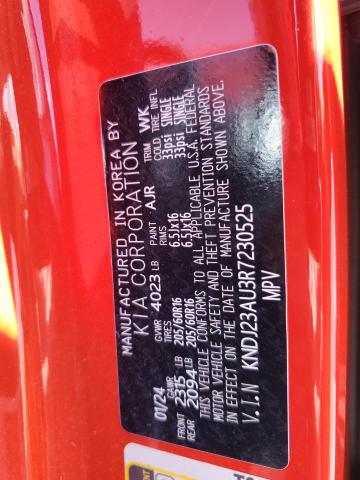 MANUFACTURED IN KOREA BY
KIA CORPORATION
01/24 GVWR 4023 LB PAINT AJR TRIM WK
GAWR TIRES COLD TIRE INFL
FRONT 2315 LB 205/60R16 6.5JX16 33psi SINGLE
REAR 2094 LB 205/60R16 6.5JX16 33psi SINGLE
THIS VEHICLE CONFORMS TO ALL APPLICABLE U.S.A. FEDERAL
MOTOR VEHICLE SAFETY AND THEFT PREVENTION STANDARDS
IN EFFECT ON THE DATE OF MANUFACTURE SHOWN ABOVE.
V.I.N KNDJ23AU3R7230525
MPV